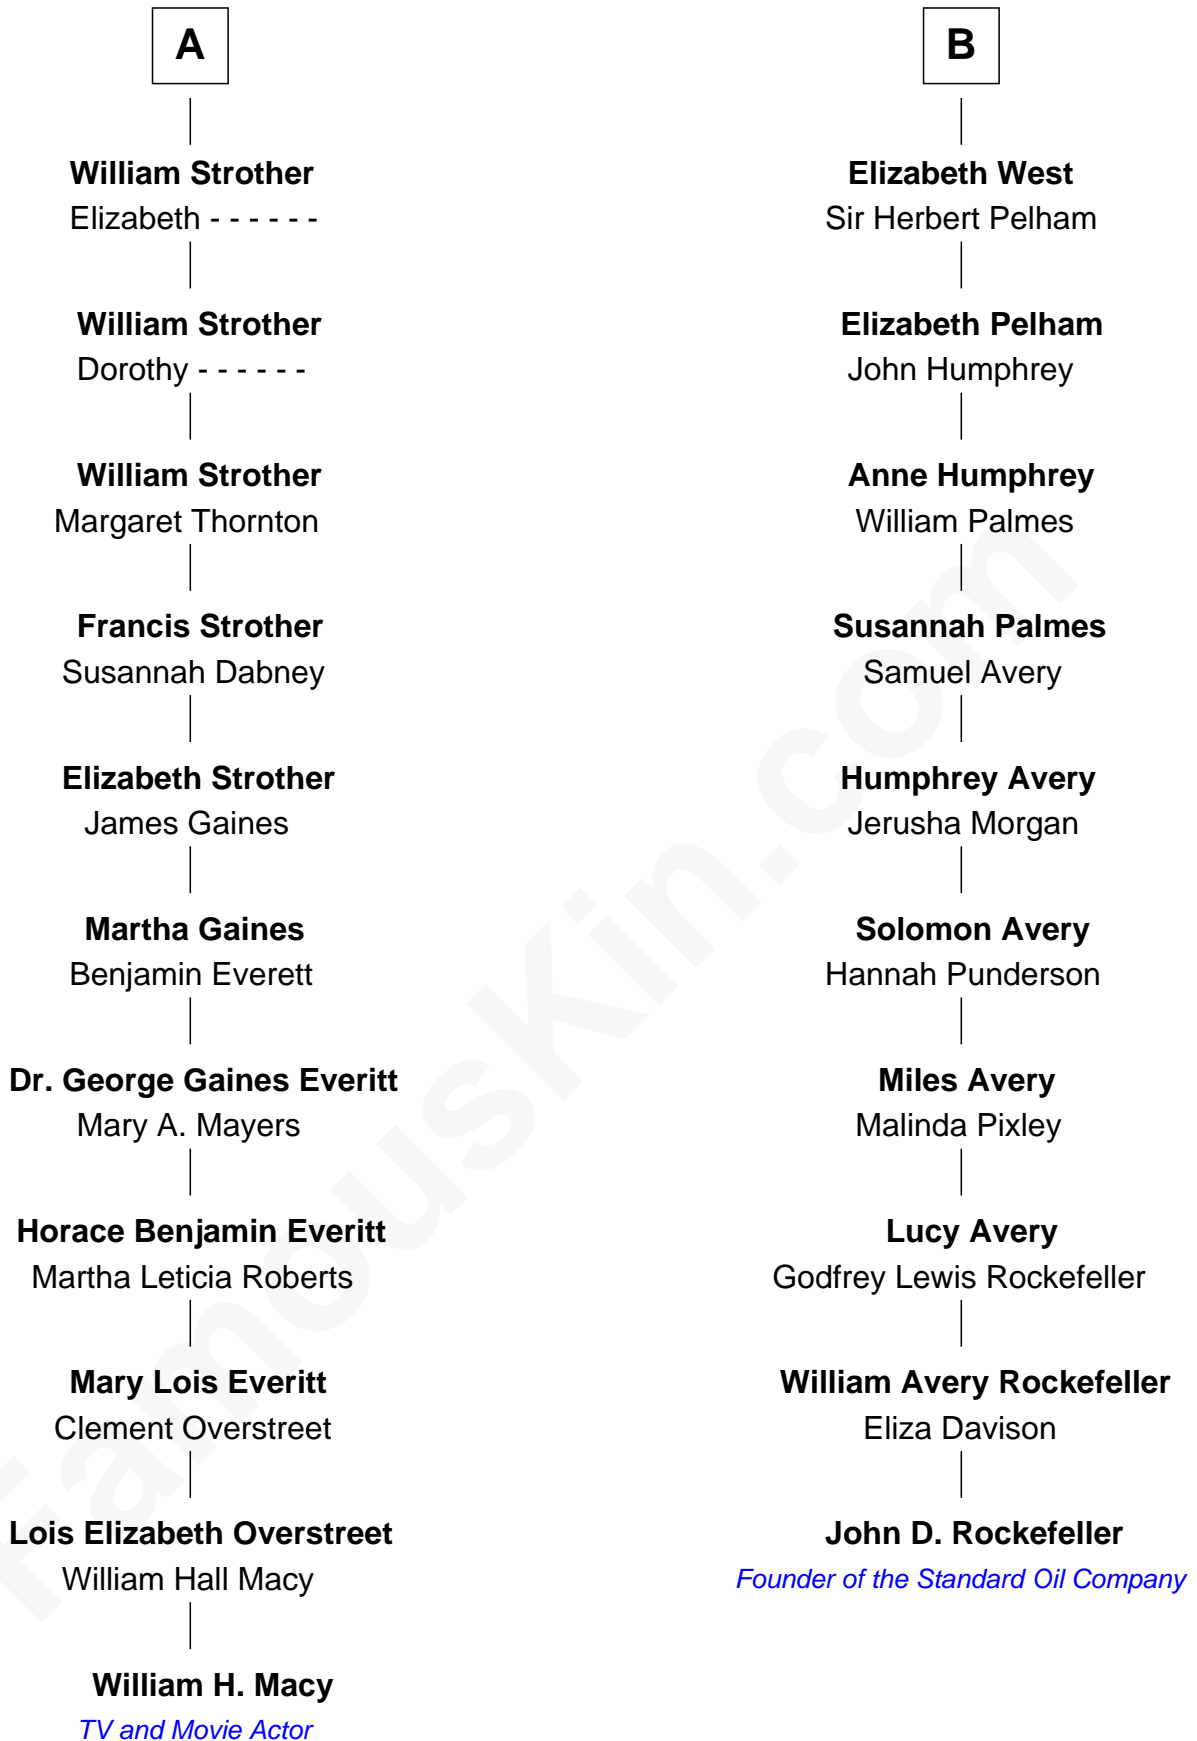 A
William Strother
Elizabeth - - - - - -
William Strother
Dorothy - - - - - -
William Strother
Margaret Thornton
Francis Strother
Susannah Dabney
Elizabeth Strother
James Gaines
Martha Gaines
Benjamin Everett
Dr. George Gaines Everitt
Mary A. Mayers
Horace Benjamin Everitt
Martha Leticia Roberts
Mary Lois Everitt
Clement Overstreet
Lois Elizabeth Overstreet
William Hall Macy
William H. Macy
TV and Movie Actor
B
Elizabeth West
Sir Herbert Pelham
Elizabeth Pelham
John Humphrey
Anne Humphrey
William Palmes
Susannah Palmes
Samuel Avery
Humphrey Avery
Jerusha Morgan
Solomon Avery
Hannah Punderson
Miles Avery
Malinda Pixley
Lucy Avery
Godfrey Lewis Rockefeller
William Avery Rockefeller
Eliza Davison
John D. Rockefeller
Founder of the Standard Oil Company
FamousKin.com